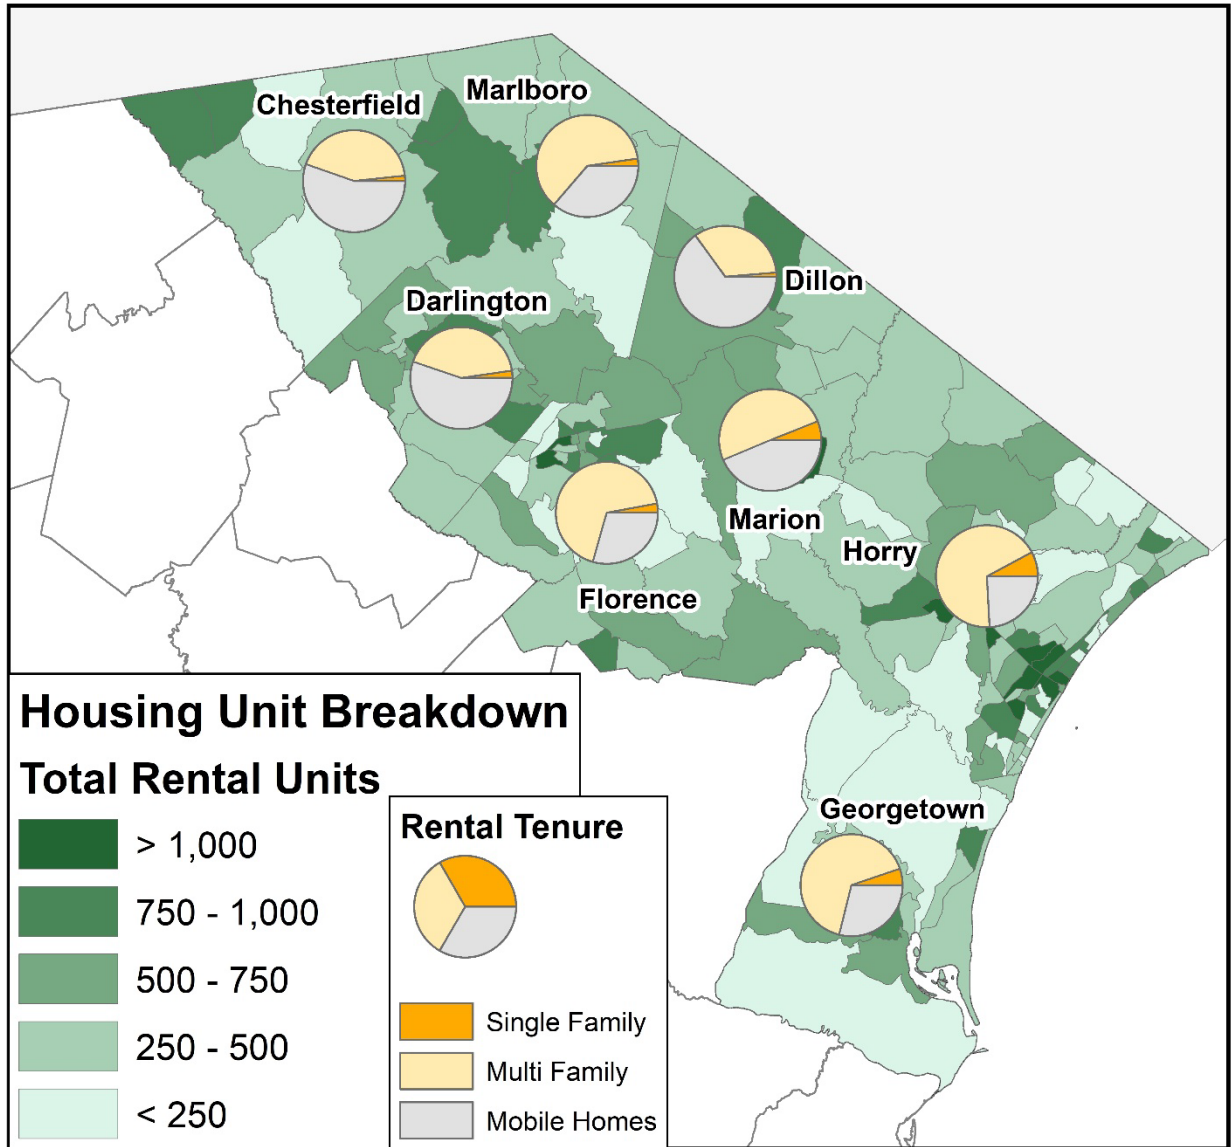 Chesterfield
Marlboro
Dillon
Darlington
Marion
Horry
Florence
Georgetown
Housing Unit Breakdown
Total Rental Units
> 1,000
750 - 1,000
500 - 750
250 - 500
< 250
Rental Tenure
Single Family
Multi Family
Mobile Homes